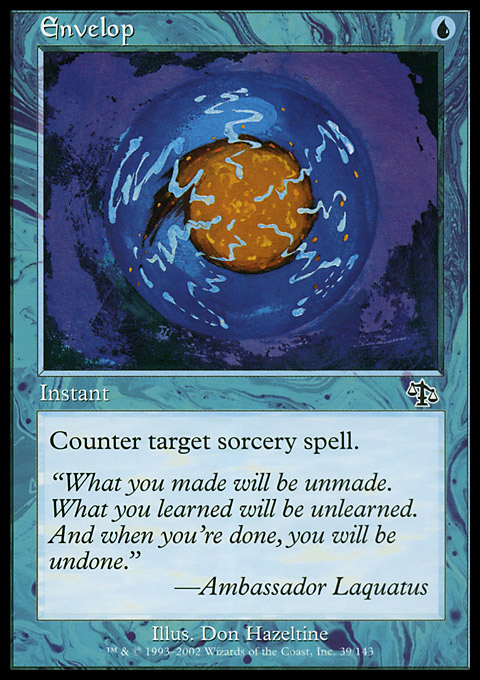 Envelop
Instant
Counter target sorcery spell.
“What you made will be unmade.
What you learned will be unlearned.
And when you’re done, you will be
undone.”
—Ambassador Laquatus
Illus. Don Hazeltine
™ & © 1993–2002 Wizards of the Coast, Inc. 39/143